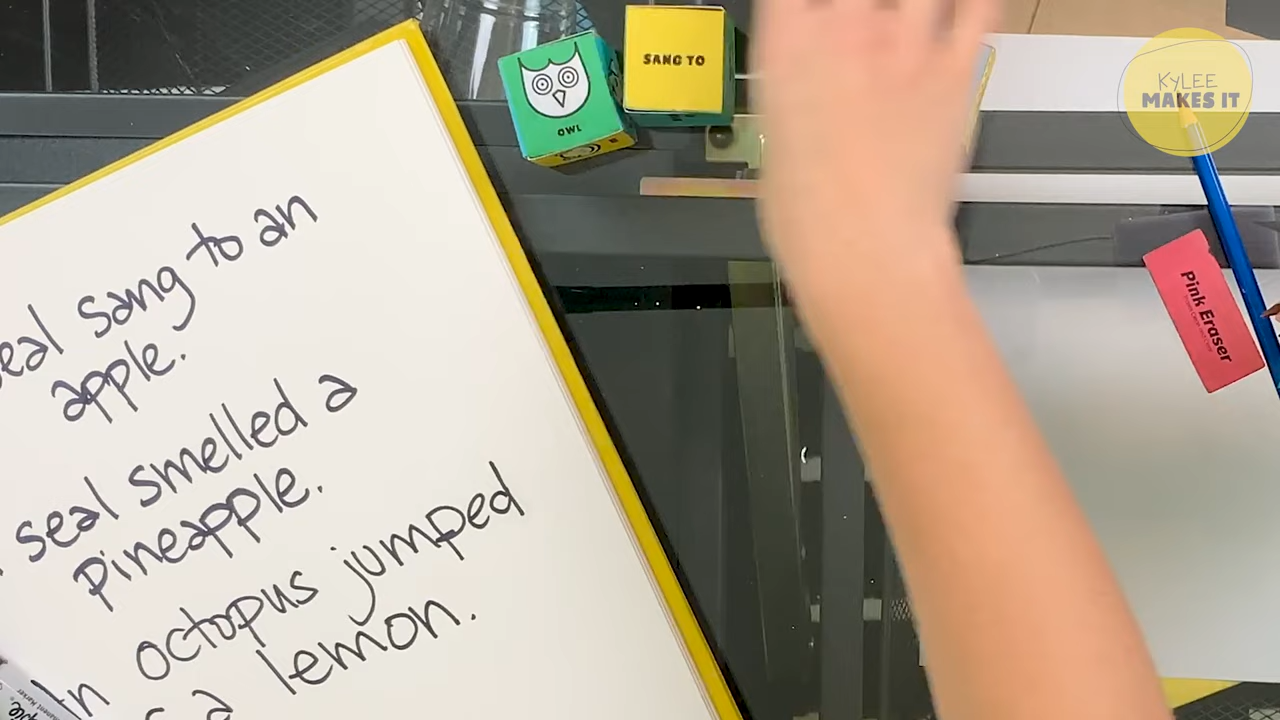 seal sang to an
apple.
seal smelled a
pineapple.
octopus jumped
a lemon.
OWL
SANG TO
KYLEE
MAKES IT
Pink Eraser